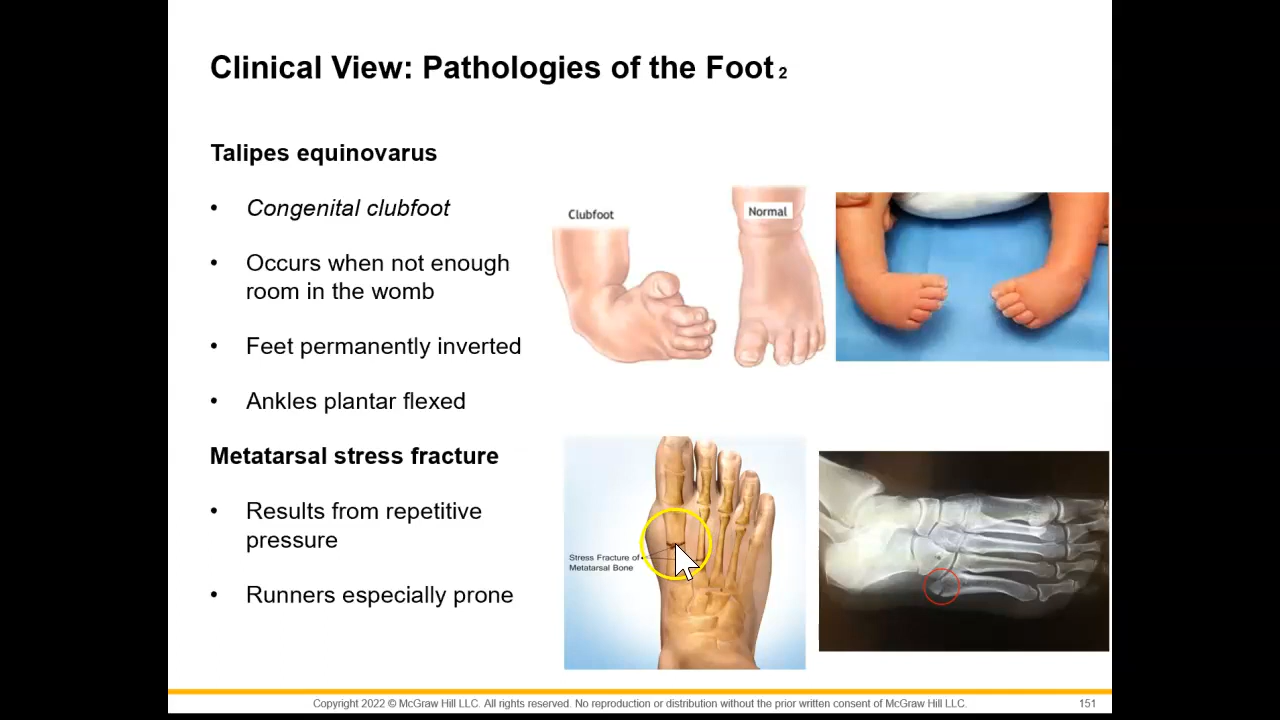 Clinical View: Pathologies of the Foot 2
Talipes equinovarus
• Congenital clubfoot
• Occurs when not enough
room in the womb
• Feet permanently inverted
• Ankles plantar flexed
Metatarsal stress fracture
• Results from repetitive
pressure
• Runners especially prone
Clubfoot
Normal
Stress Fracture of
Metatarsal Bone
Copyright 2022 © McGraw Hill LLC. All rights reserved. No reproduction or distribution without the prior written consent of McGraw Hill LLC.
151